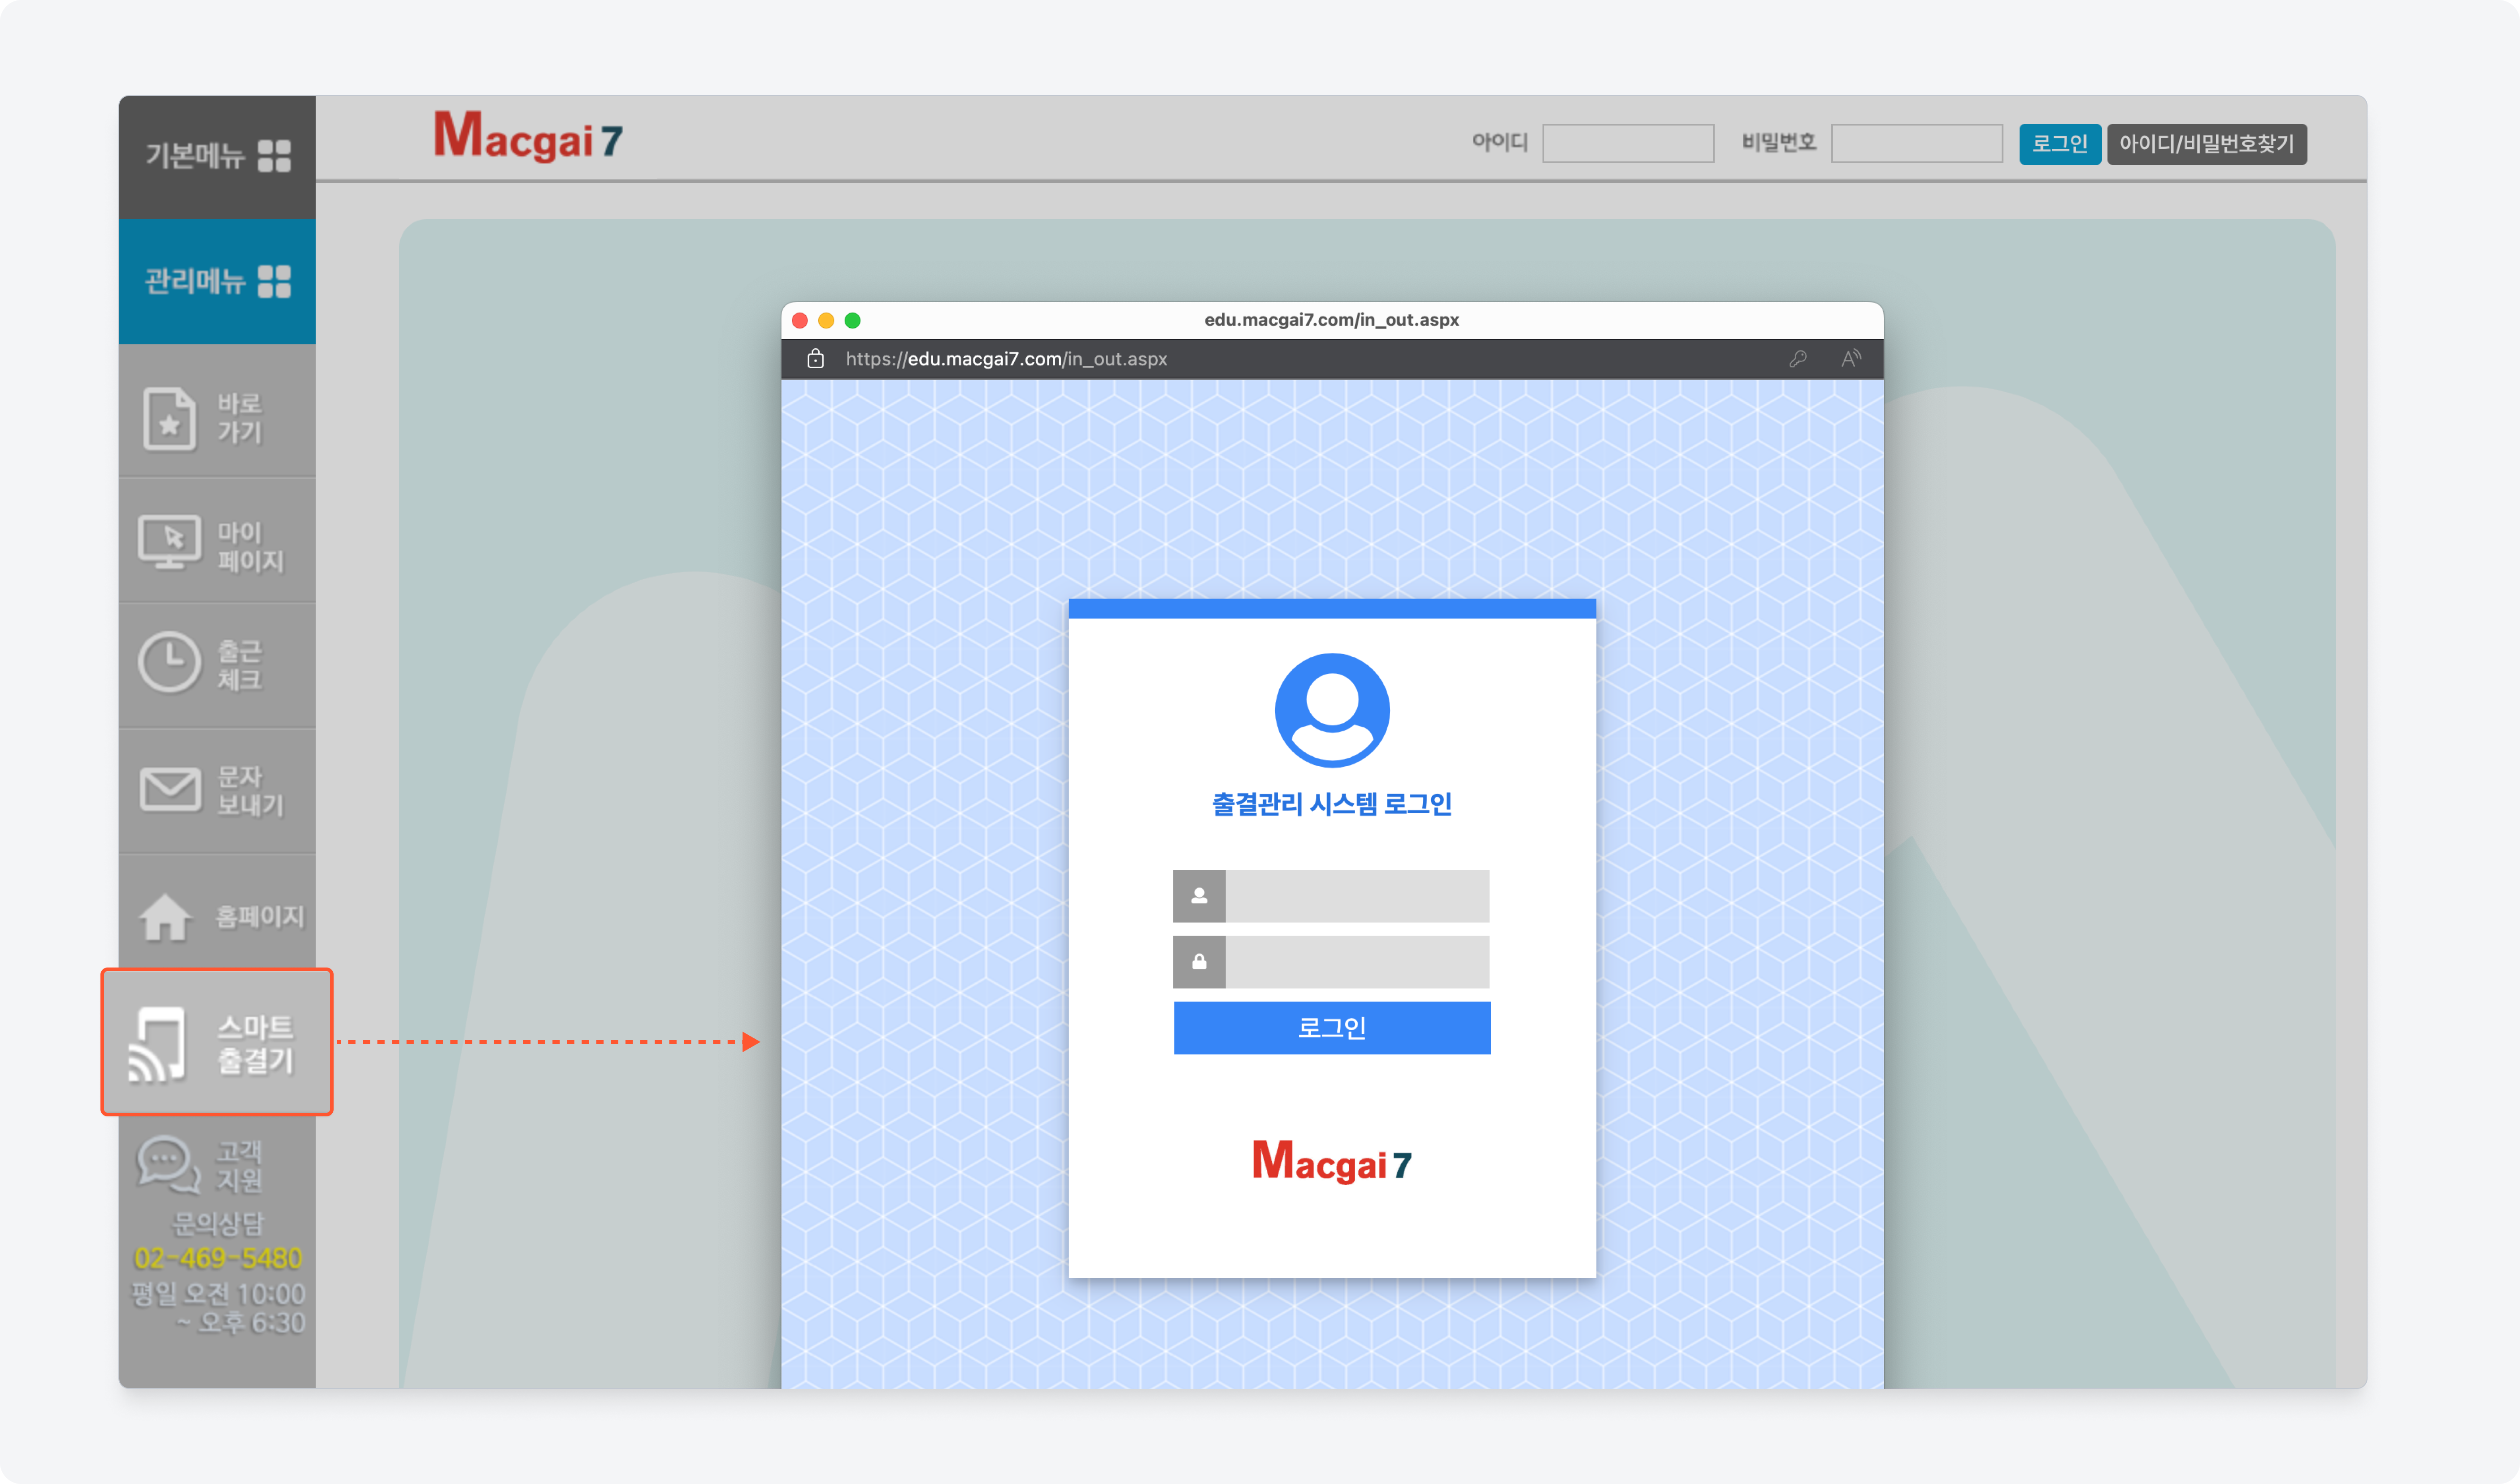 기본메뉴
관리메뉴
바로
가기
마이
페이지
출근
체크
문자
보내기
홈페이지
스마트
출결기
고객
지원
문의상담
02-469-5480
평일 오전 10:00
~ 오후 6:30
Macgai 7
아이디
비밀번호
로그인
아이디/비밀번호찾기
edu.macgai7.com/in_out.aspx
https://edu.macgai7.com/in_out.aspx
출결관리 시스템 로그인
로그인
Macgai 7